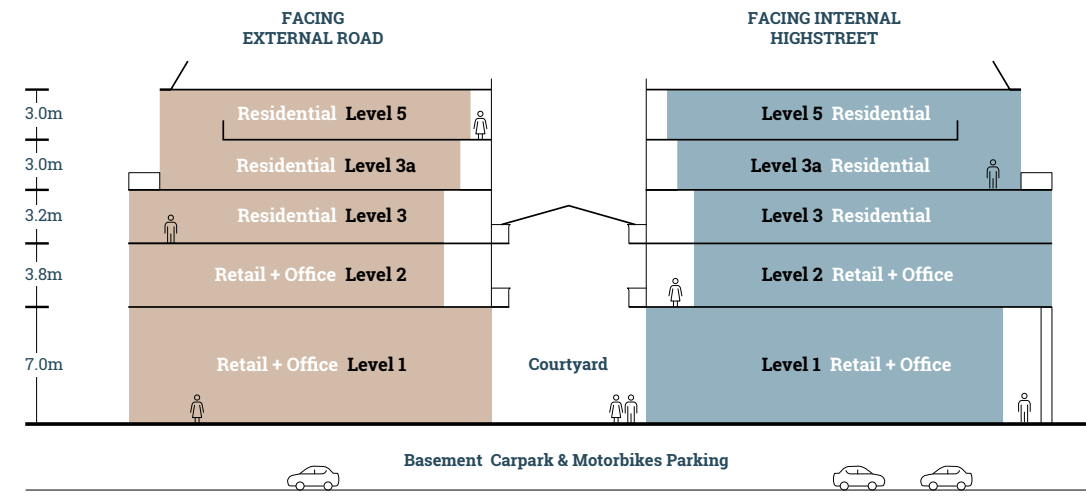 FACING
EXTERNAL ROAD
FACING INTERNAL
HIGHSTREET
3.0m
Residential Level 5
Level 5 Residential
3.0m
Residential Level 3a
Level 3a Residential
3.2m
Residential Level 3
Level 3 Residential
3.8m
Retail + Office Level 2
Level 2 Retail + Office
7.0m
Retail + Office Level 1
Courtyard
Level 1 Retail + Office
Basement Carpark & Motorbikes Parking